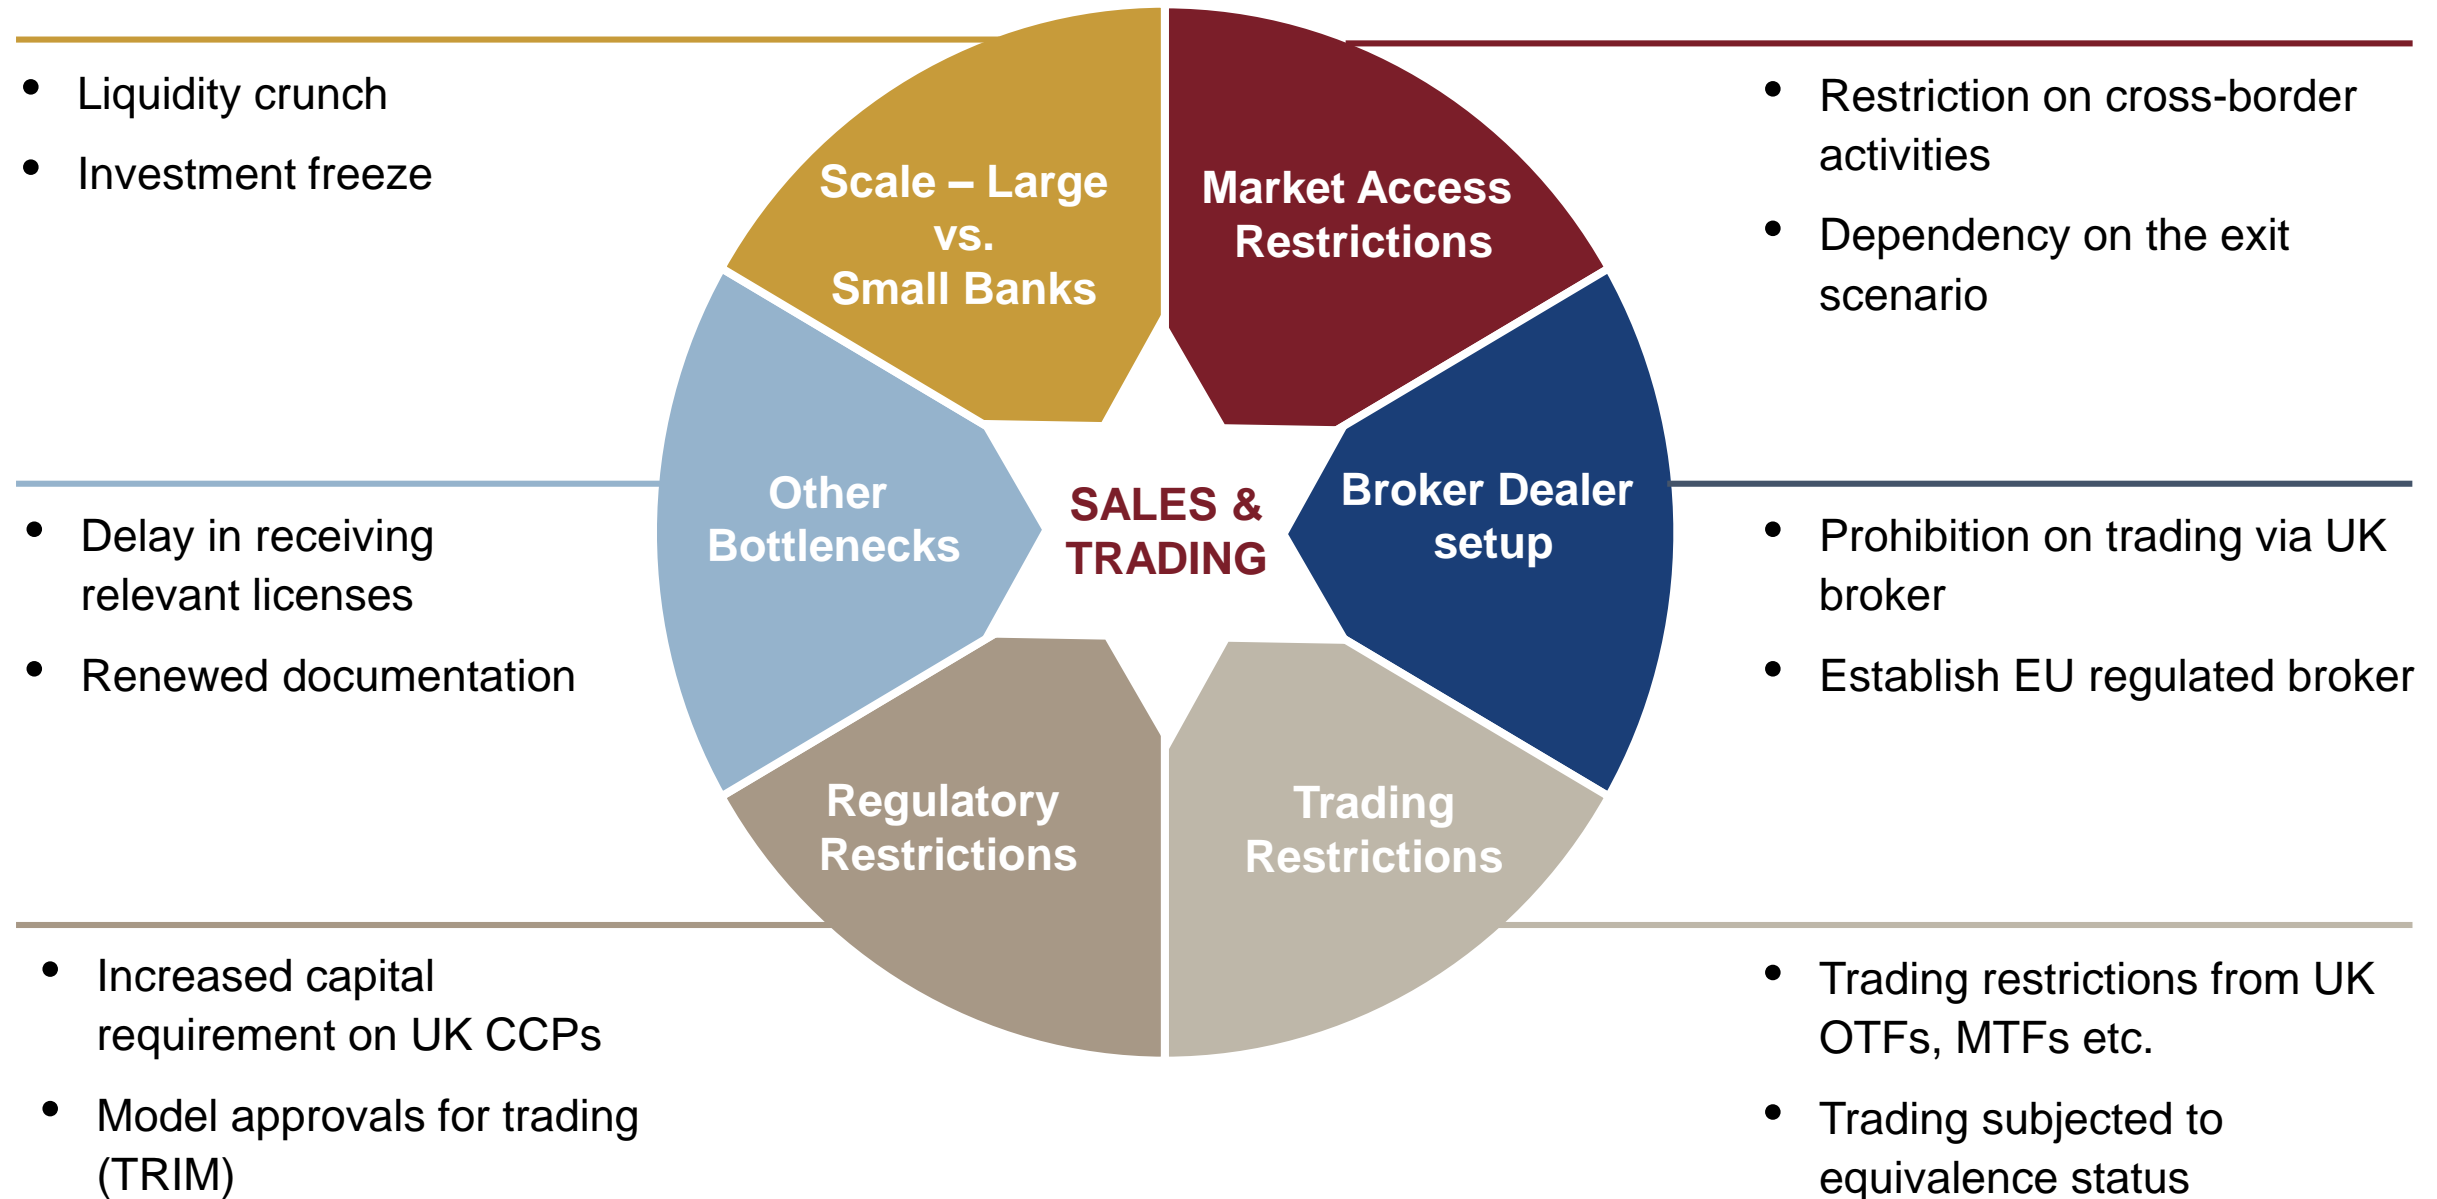 • Liquidity crunch
• Investment freeze
Scale – Large
vs.
Small Banks
Market Access
Restrictions
• Restriction on cross-border
activities
• Dependency on the exit
scenario
• Delay in receiving
relevant licenses
• Renewed documentation
Other
Bottlenecks
SALES &
TRADING
Broker Dealer
setup
• Prohibition on trading via UK
broker
• Establish EU regulated broker
Regulatory
Restrictions
Trading
Restrictions
• Increased capital
requirement on UK CCPs
• Model approvals for trading
(TRIM)
• Trading restrictions from UK
OTFs, MTFs etc.
• Trading subjected to
equivalence status